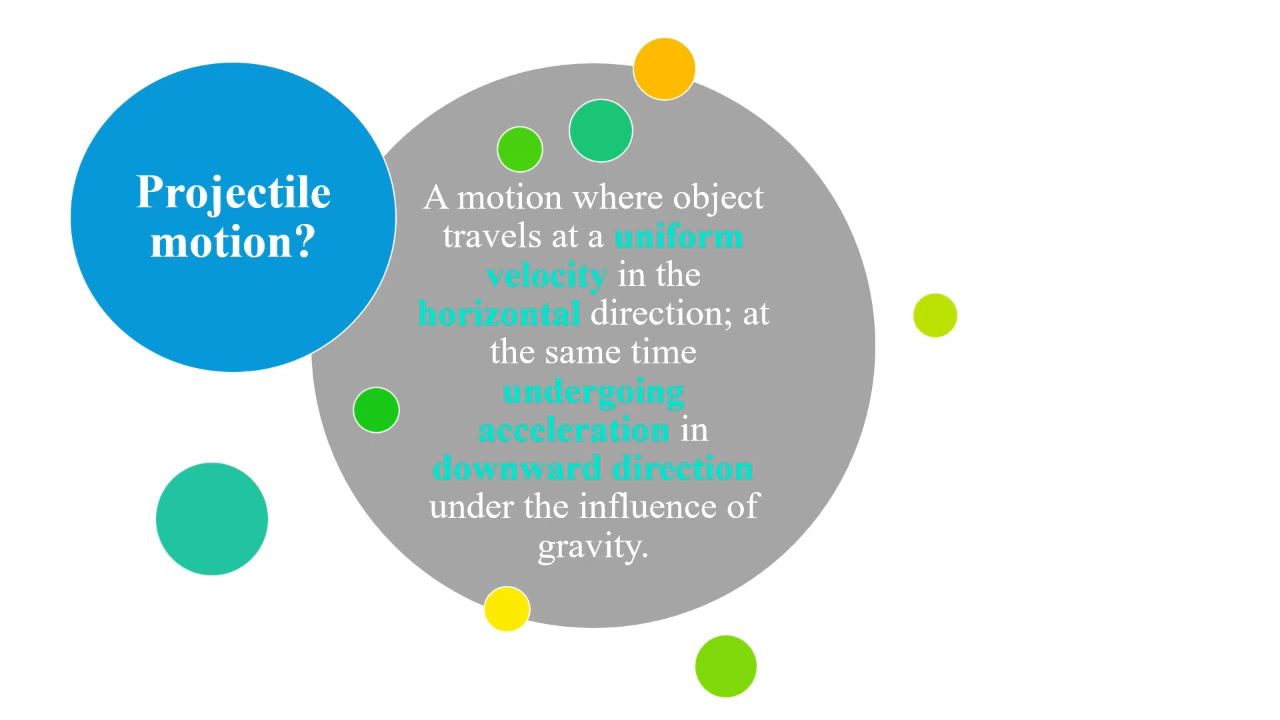 Projectile
motion?
A motion where object
travels at a uniform
velocity in the
horizontal direction; at
the same time
undergoing
acceleration in
downward direction
under the influence of
gravity.